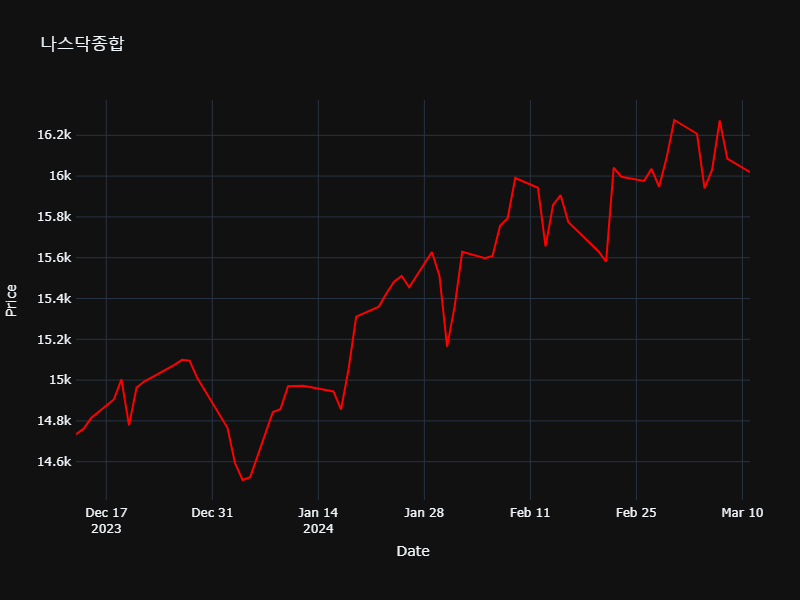 나스닥종합
16.2k
16k
15.8k
15.6k
15.4k
15.2k
15k
14.8k
14.6k
Price
Dec 17
2023
Dec 31
Jan 14
2024
Jan 28
Feb 11
Feb 25
Mar 10
Date